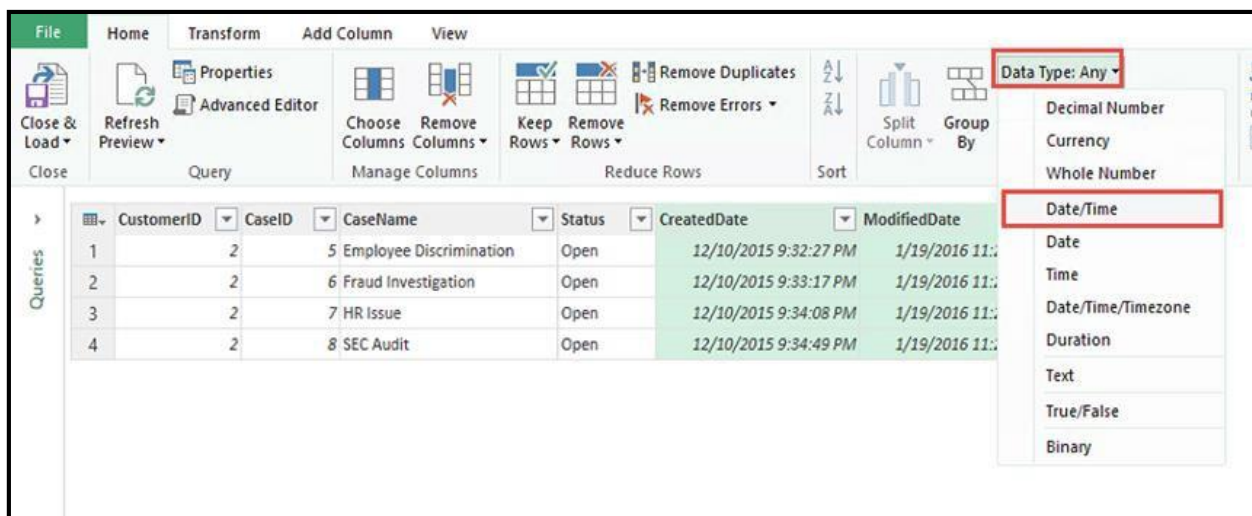 File Home Transform Add Column View
Close & Load
Refresh Preview
Properties
Advanced Editor
Choose Columns
Remove Columns
Keep Rows
Remove Rows
Remove Duplicates
Remove Errors
Split Column
Group By
Data Type: Any
Close Query Manage Columns Reduce Rows Sort
Decimal Number
Currency
Whole Number
Date/Time
Date
Time
Date/Time/Timezone
Duration
Text
True/False
Binary
Queries
CustomerID CaseID CaseName Status CreatedDate ModifiedDate
1 2 5 Employee Discrimination Open 12/10/2015 9:32:27 PM 1/19/2016 11:
2 2 6 Fraud Investigation Open 12/10/2015 9:33:17 PM 1/19/2016 11:
3 2 7 HR Issue Open 12/10/2015 9:34:08 PM 1/19/2016 11:
4 2 8 SEC Audit Open 12/10/2015 9:34:49 PM 1/19/2016 11: